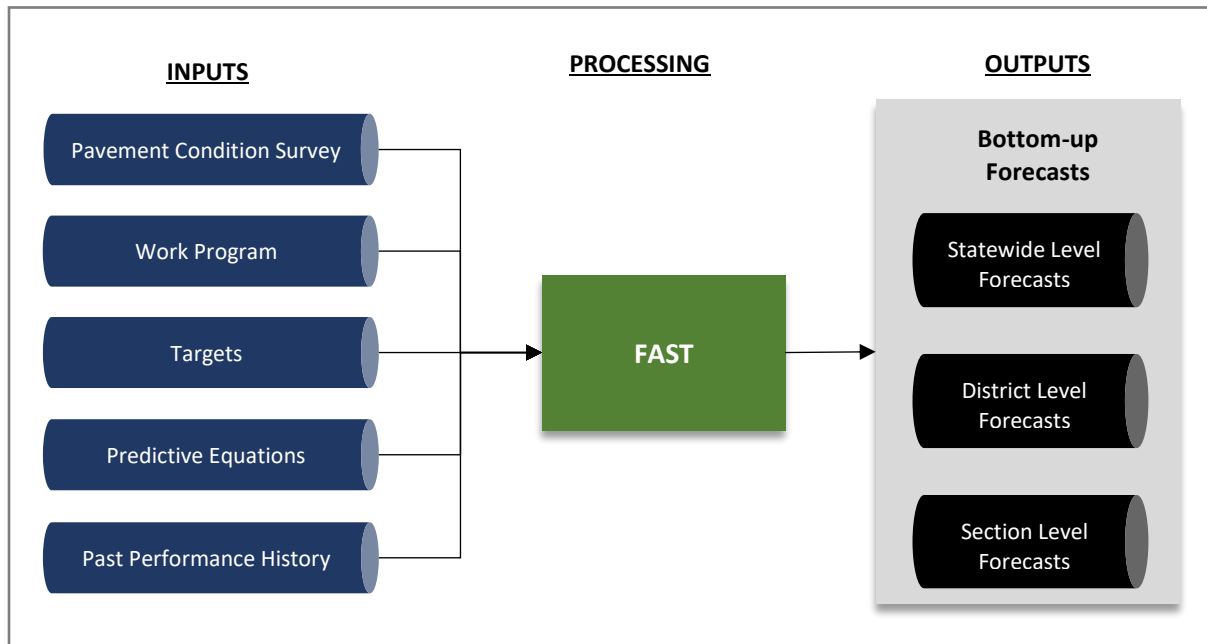 INPUTS
PROCESSING
OUTPUTS
Pavement Condition Survey
Work Program
Targets
Predictive Equations
Past Performance History
FAST
Bottom-up
Forecasts
Statewide Level
Forecasts
District Level
Forecasts
Section Level
Forecasts